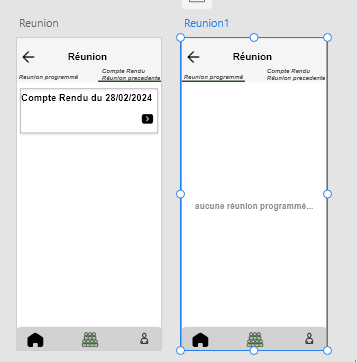 Reunion
Réunion
Reunion programmé
Compte Rendu
Réunion precedente
Compte Rendu du 28/02/2024
Reunion1
Réunion
Reunion programmé
Compte Rendu
Réunion precedente
aucune réunion programmé...